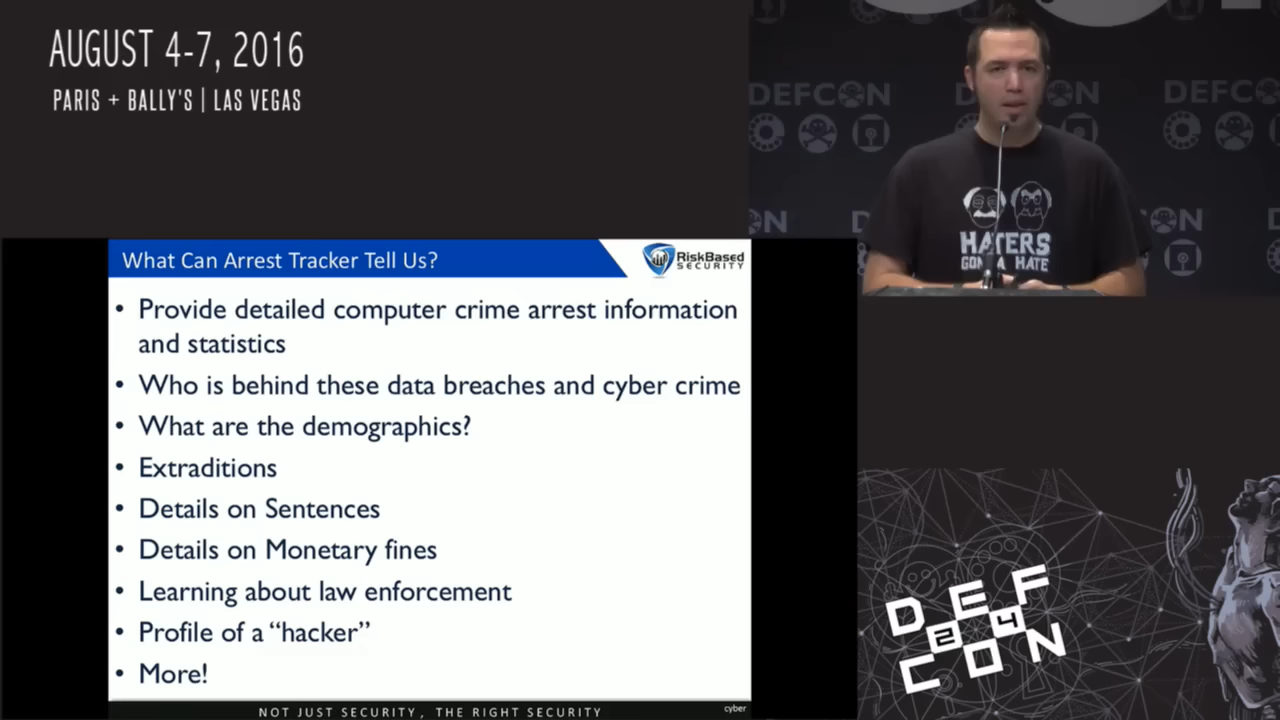 AUGUST 4-7, 2016
PARIS + BALLY'S | LAS VEGAS
DEFCON
DEFCON
HATERS
GONNA HATE
What Can Arrest Tracker Tell Us?
RiskBased
SECURITY
• Provide detailed computer crime arrest information
and statistics
• Who is behind these data breaches and cyber crime
• What are the demographics?
• Extraditions
• Details on Sentences
• Details on Monetary fines
• Learning about law enforcement
• Profile of a “hacker”
• More!
NOT JUST SECURITY, THE RIGHT SECURITY
cyber
DEF
24
CON